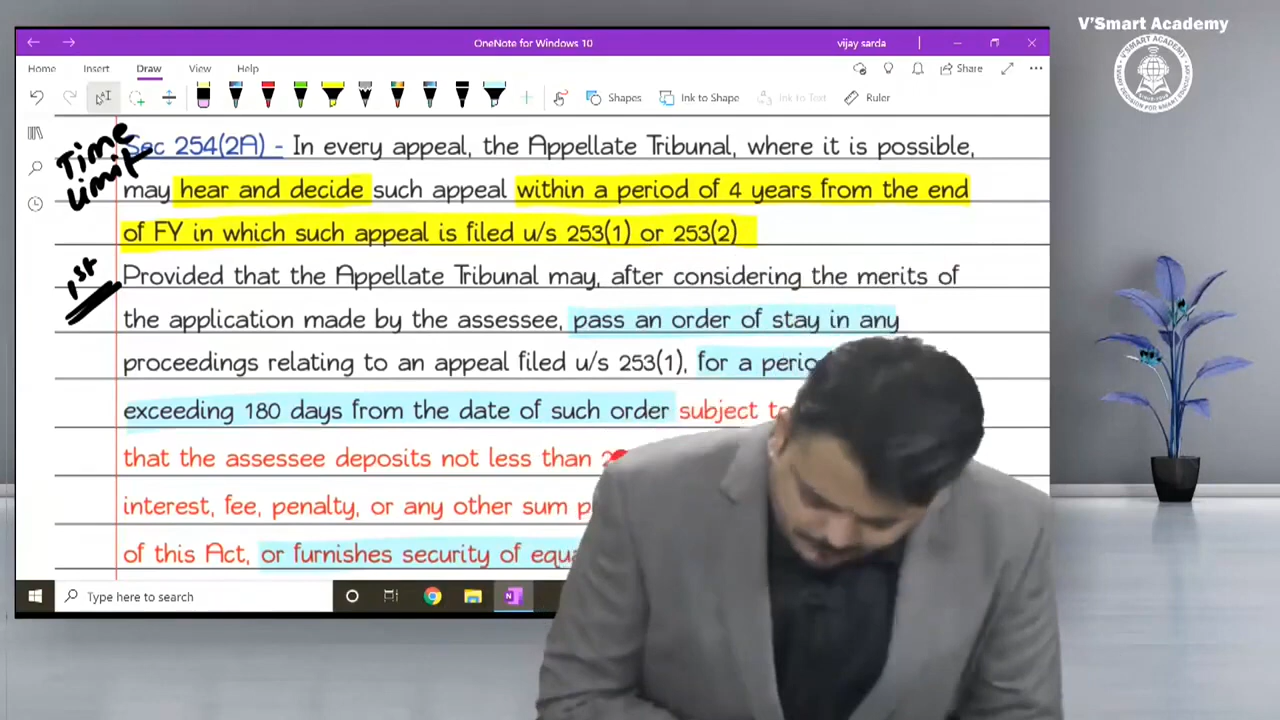 V'Smart Academy
OneNote for Windows 10
vijay sarda
Home Insert Draw View Help
Share
Shapes Ink to Shape Ink to Text Ruler
Time Limit
Sec 254(2A) - In every appeal, the Appellate Tribunal, where it is possible,
may hear and decide such appeal within a period of 4 years from the end
of FY in which such appeal is filed u/s 253(1) or 253(2)
1st
Provided that the Appellate Tribunal may, after considering the merits of
the application made by the assessee, pass an order of stay in any
proceedings relating to an appeal filed u/s 253(1), for a
exceeding 180 days from the date of such order subject
that the assessee deposits not less than
interest, fee, penalty, or any other sum
of this Act, or furnishes security of
Type here to search